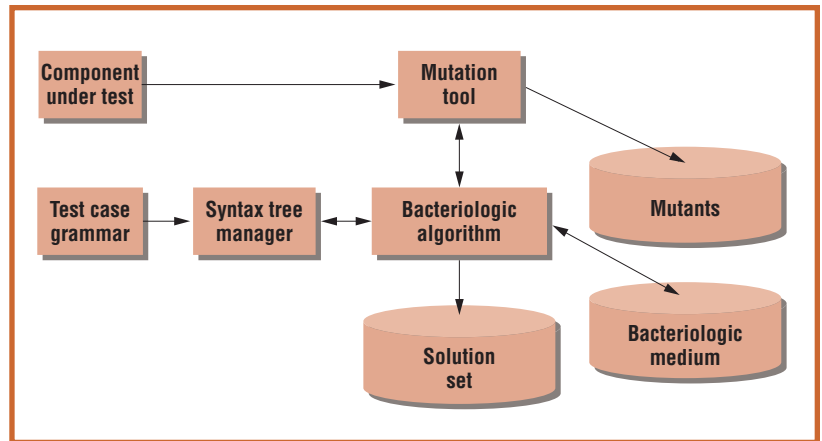 Component
under test
Mutation
tool
Mutants
Test case
grammar
Syntax tree
manager
Bacteriologic
algorithm
Bacteriologic
medium
Solution
set